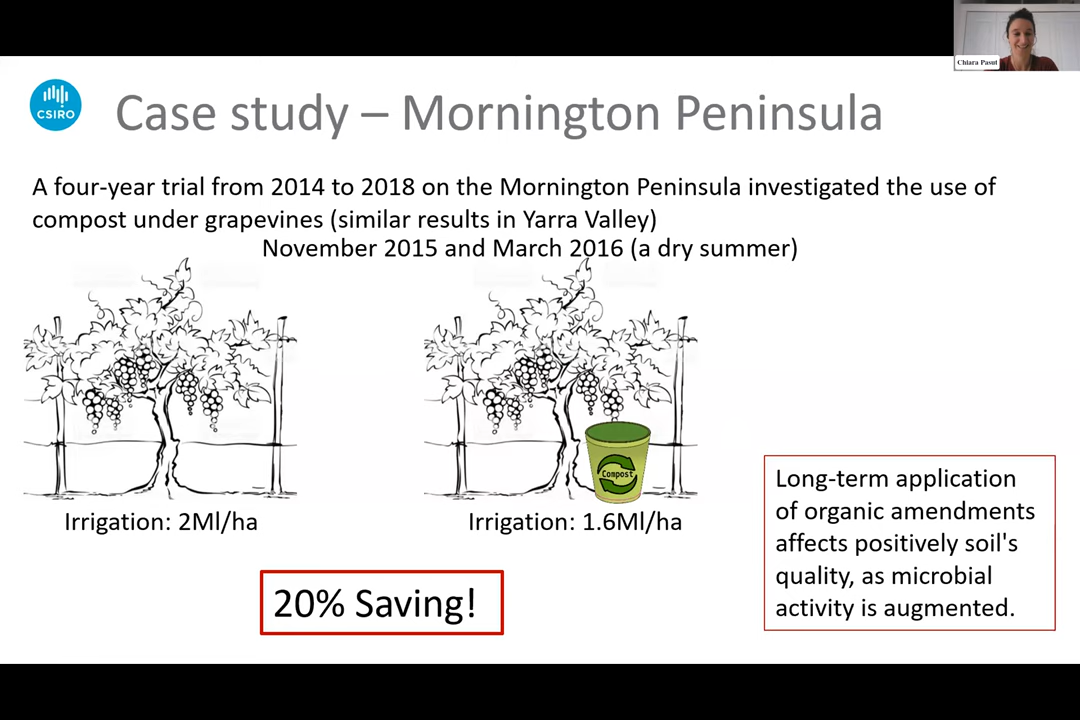 Chiara Pasut
CSIRO
Case study – Mornington Peninsula
A four-year trial from 2014 to 2018 on the Mornington Peninsula investigated the use of
compost under grapevines (similar results in Yarra Valley)
November 2015 and March 2016 (a dry summer)
Compost
Irrigation: 2Ml/ha
Irrigation: 1.6Ml/ha
20% Saving!
Long-term application
of organic amendments
affects positively soil's
quality, as microbial
activity is augmented.